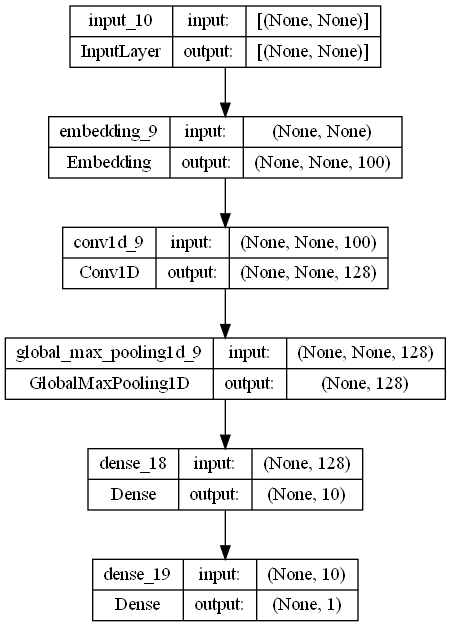 input_10 input: [(None, None)]
InputLayer output: [(None, None)]
embedding_9 input: (None, None)
Embedding output: (None, None, 100)
conv1d_9 input: (None, None, 100)
Conv1D output: (None, None, 128)
global_max_pooling1d_9 input: (None, None, 128)
GlobalMaxPooling1D output: (None, 128)
dense_18 input: (None, 128)
Dense output: (None, 10)
dense_19 input: (None, 10)
Dense output: (None, 1)